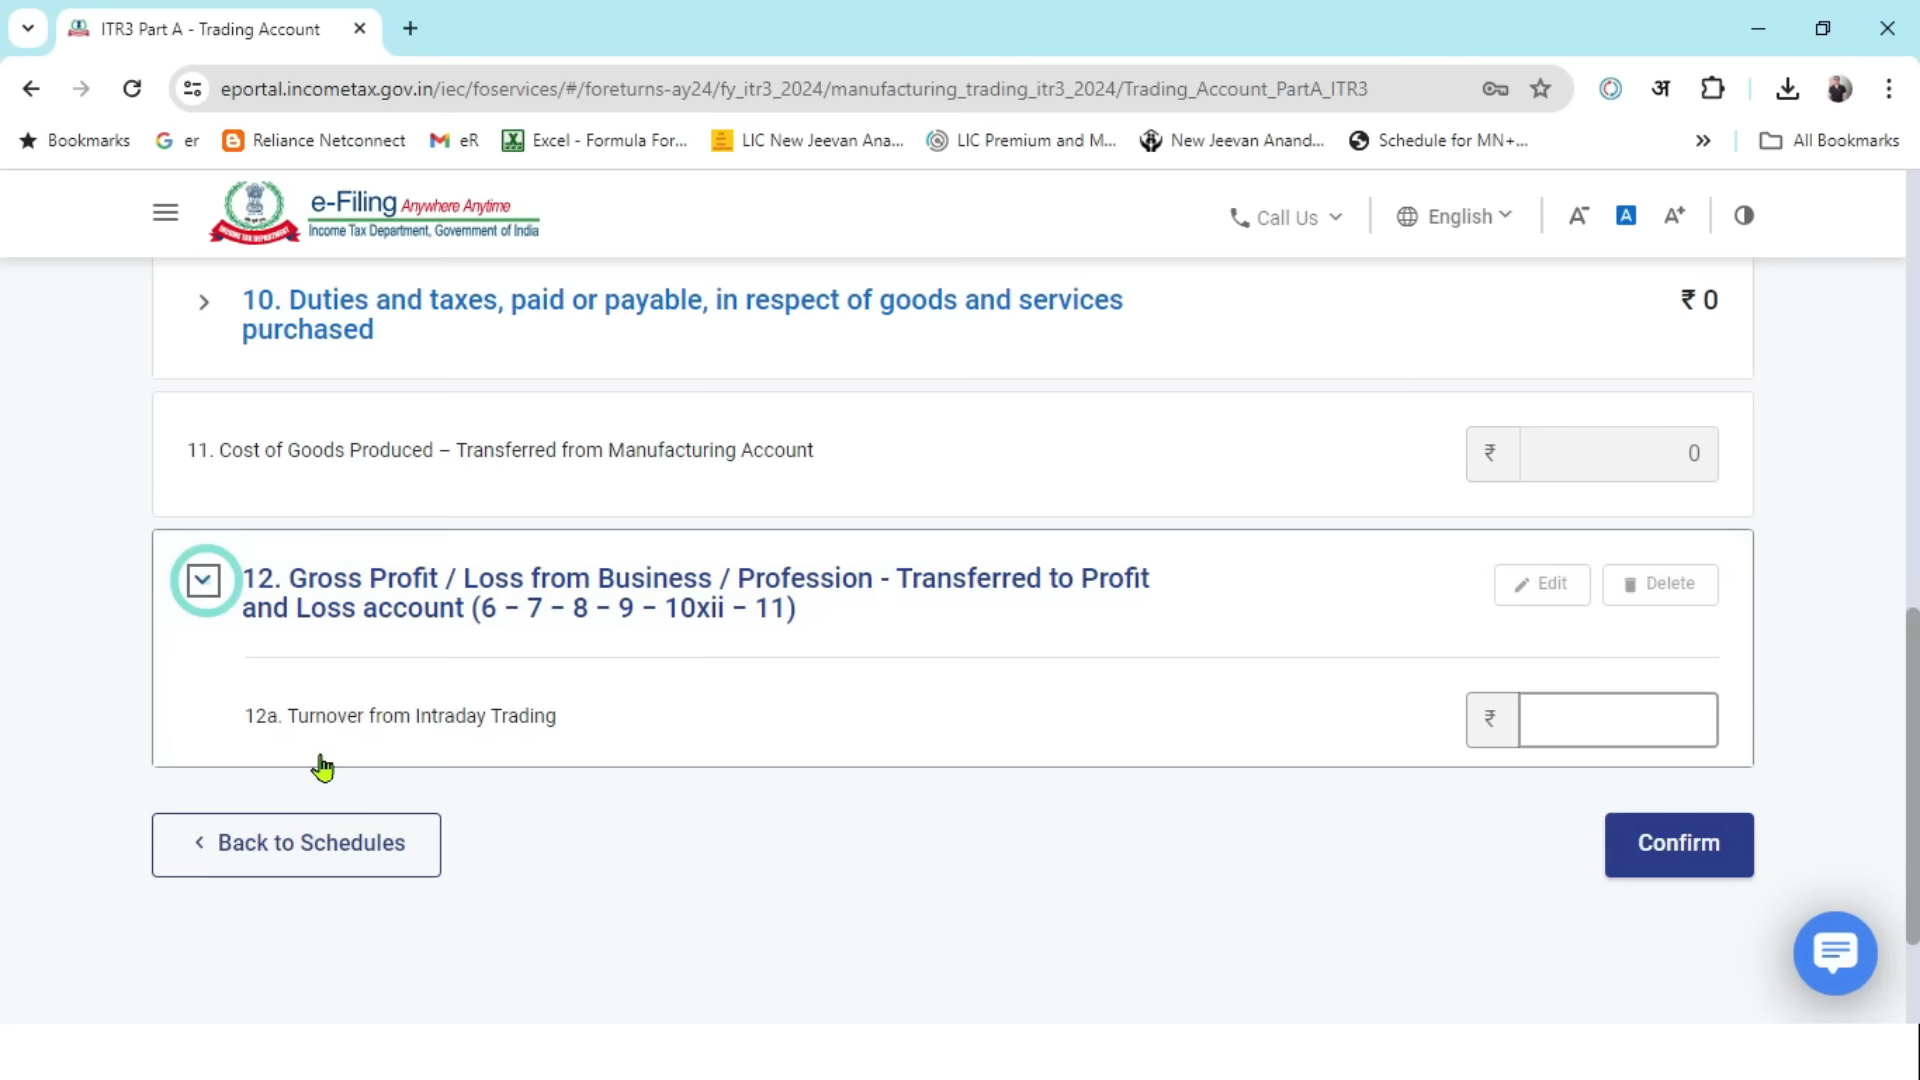 ITR3 Part A - Trading Account
eportal.incometax.gov.in/iec/foservices/#/foreturns-ay24/fy_itr3_2024/manufacturing_trading_itr3_2024/Trading_Account_PartA_ITR3
अ
Bookmarks
er
Reliance Netconnect
eR
Excel - Formula For...
LIC New Jeevan Ana...
LIC Premium and M...
New Jeevan Anand...
Schedule for MN+...
All Bookmarks
e-Filing Anywhere Anytime
Income Tax Department, Government of India
INCOME TAX DEPARTMENT
Call Us
English
A-
A
A+
10. Duties and taxes, paid or payable, in respect of goods and services
purchased
₹ 0
11. Cost of Goods Produced – Transferred from Manufacturing Account
₹ 0
12. Gross Profit / Loss from Business / Profession - Transferred to Profit
and Loss account (6 – 7 – 8 – 9 – 10xii – 11)
Edit
Delete
12a. Turnover from Intraday Trading
₹
Back to Schedules
Confirm